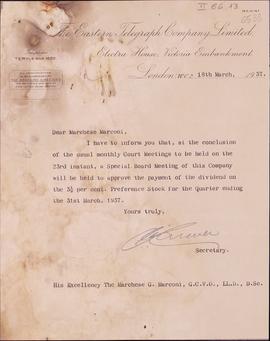 II 66 13
The Eastern Telegraph Company, Limited,
Electra House, Victoria Embankment
London, W.C.2. 18th March, 1937.
Dear Marchese Marconi,
I have to inform you that, at the conclusion
of the usual monthly Court Meetings to be held on the
23rd instant, a Special Board Meeting of this Company
will be held to approve the payment of the dividend on
the 3½ per cent. Preference Stock for the Quarter ending
the 31st March, 1937.
Yours truly,
Secretary.
His Excellency The Marchese G. Marconi, G.C.V.O., LL.D., D.Sc.